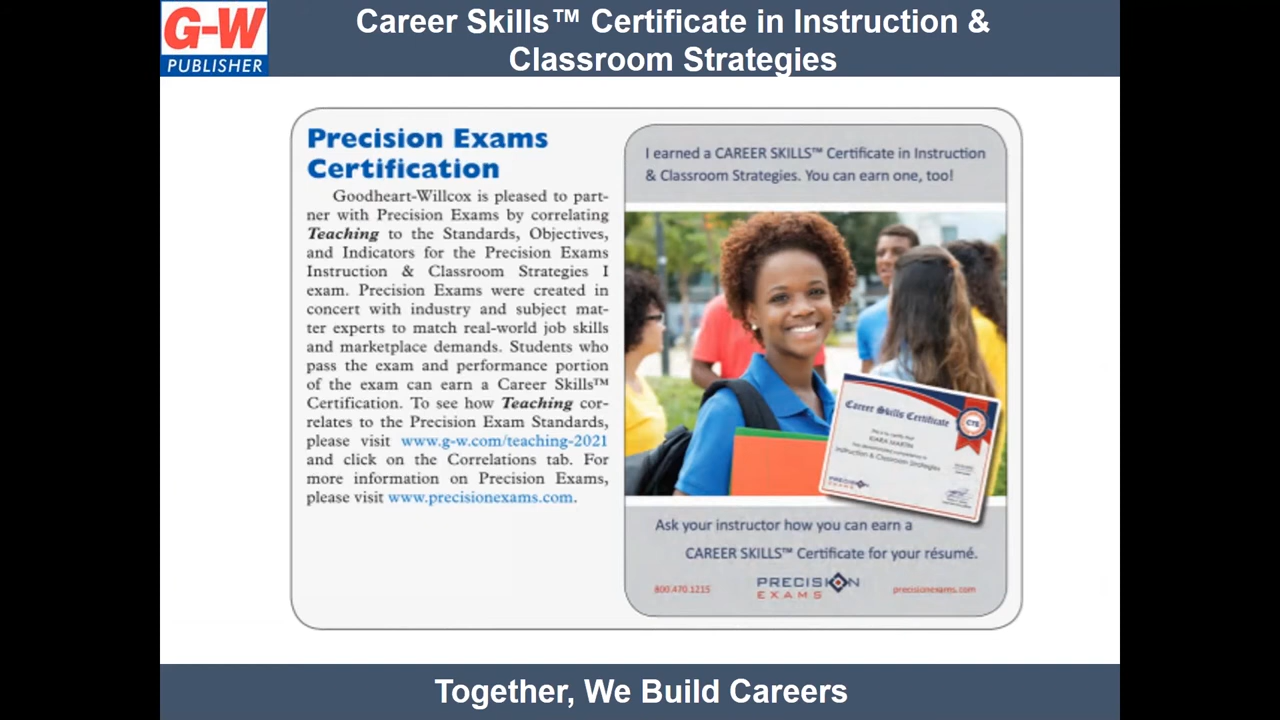 G-W
PUBLISHER
Career Skills™ Certificate in Instruction &
Classroom Strategies
Precision Exams
Certification
Goodheart-Willcox is pleased to part-
ner with Precision Exams by correlating
Teaching to the Standards, Objectives,
and Indicators for the Precision Exams
Instruction & Classroom Strategies I
exam. Precision Exams were created in
concert with industry and subject mat-
ter experts to match real-world job skills
and marketplace demands. Students who
pass the exam and performance portion
of the exam can earn a Career Skills™
Certification. To see how Teaching cor-
relates to the Precision Exam Standards,
please visit www.g-w.com/teaching-2021
and click on the Correlations tab. For
more information on Precision Exams,
please visit www.precisionexams.com.
I earned a CAREER SKILLS™ Certificate in Instruction
& Classroom Strategies. You can earn one, too!
Career Skills Certificate
CTE
KIARA MARTIN
Instruction & Classroom Strategies
PRECISION
EXAMS
Ask your instructor how you can earn a
CAREER SKILLS™ Certificate for your résumé.
800.470.1215
PRECISION
EXAMS
precisionexams.com
Together, We Build Careers